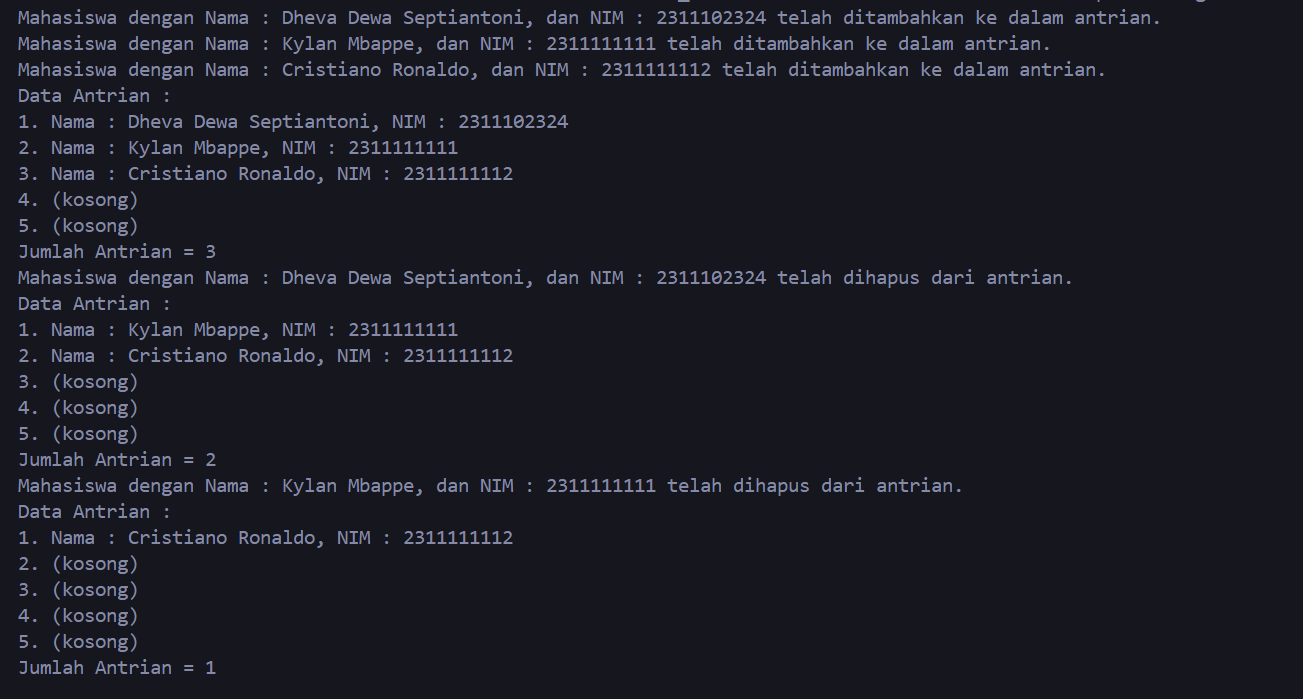 Mahasiswa dengan Nama : Dheva Dewa Septiantoni, dan NIM : 2311102324 telah ditambahkan ke dalam antrian.
Mahasiswa dengan Nama : Kylan Mbappe, dan NIM : 2311111111 telah ditambahkan ke dalam antrian.
Mahasiswa dengan Nama : Cristiano Ronaldo, dan NIM : 2311111112 telah ditambahkan ke dalam antrian.
Data Antrian :
1. Nama : Dheva Dewa Septiantoni, NIM : 2311102324
2. Nama : Kylan Mbappe, NIM : 2311111111
3. Nama : Cristiano Ronaldo, NIM : 2311111112
4. (kosong)
5. (kosong)
Jumlah Antrian = 3
Mahasiswa dengan Nama : Dheva Dewa Septiantoni, dan NIM : 2311102324 telah dihapus dari antrian.
Data Antrian :
1. Nama : Kylan Mbappe, NIM : 2311111111
2. Nama : Cristiano Ronaldo, NIM : 2311111112
3. (kosong)
4. (kosong)
5. (kosong)
Jumlah Antrian = 2
Mahasiswa dengan Nama : Kylan Mbappe, dan NIM : 2311111111 telah dihapus dari antrian.
Data Antrian :
1. Nama : Cristiano Ronaldo, NIM : 2311111112
2. (kosong)
3. (kosong)
4. (kosong)
5. (kosong)
Jumlah Antrian = 1